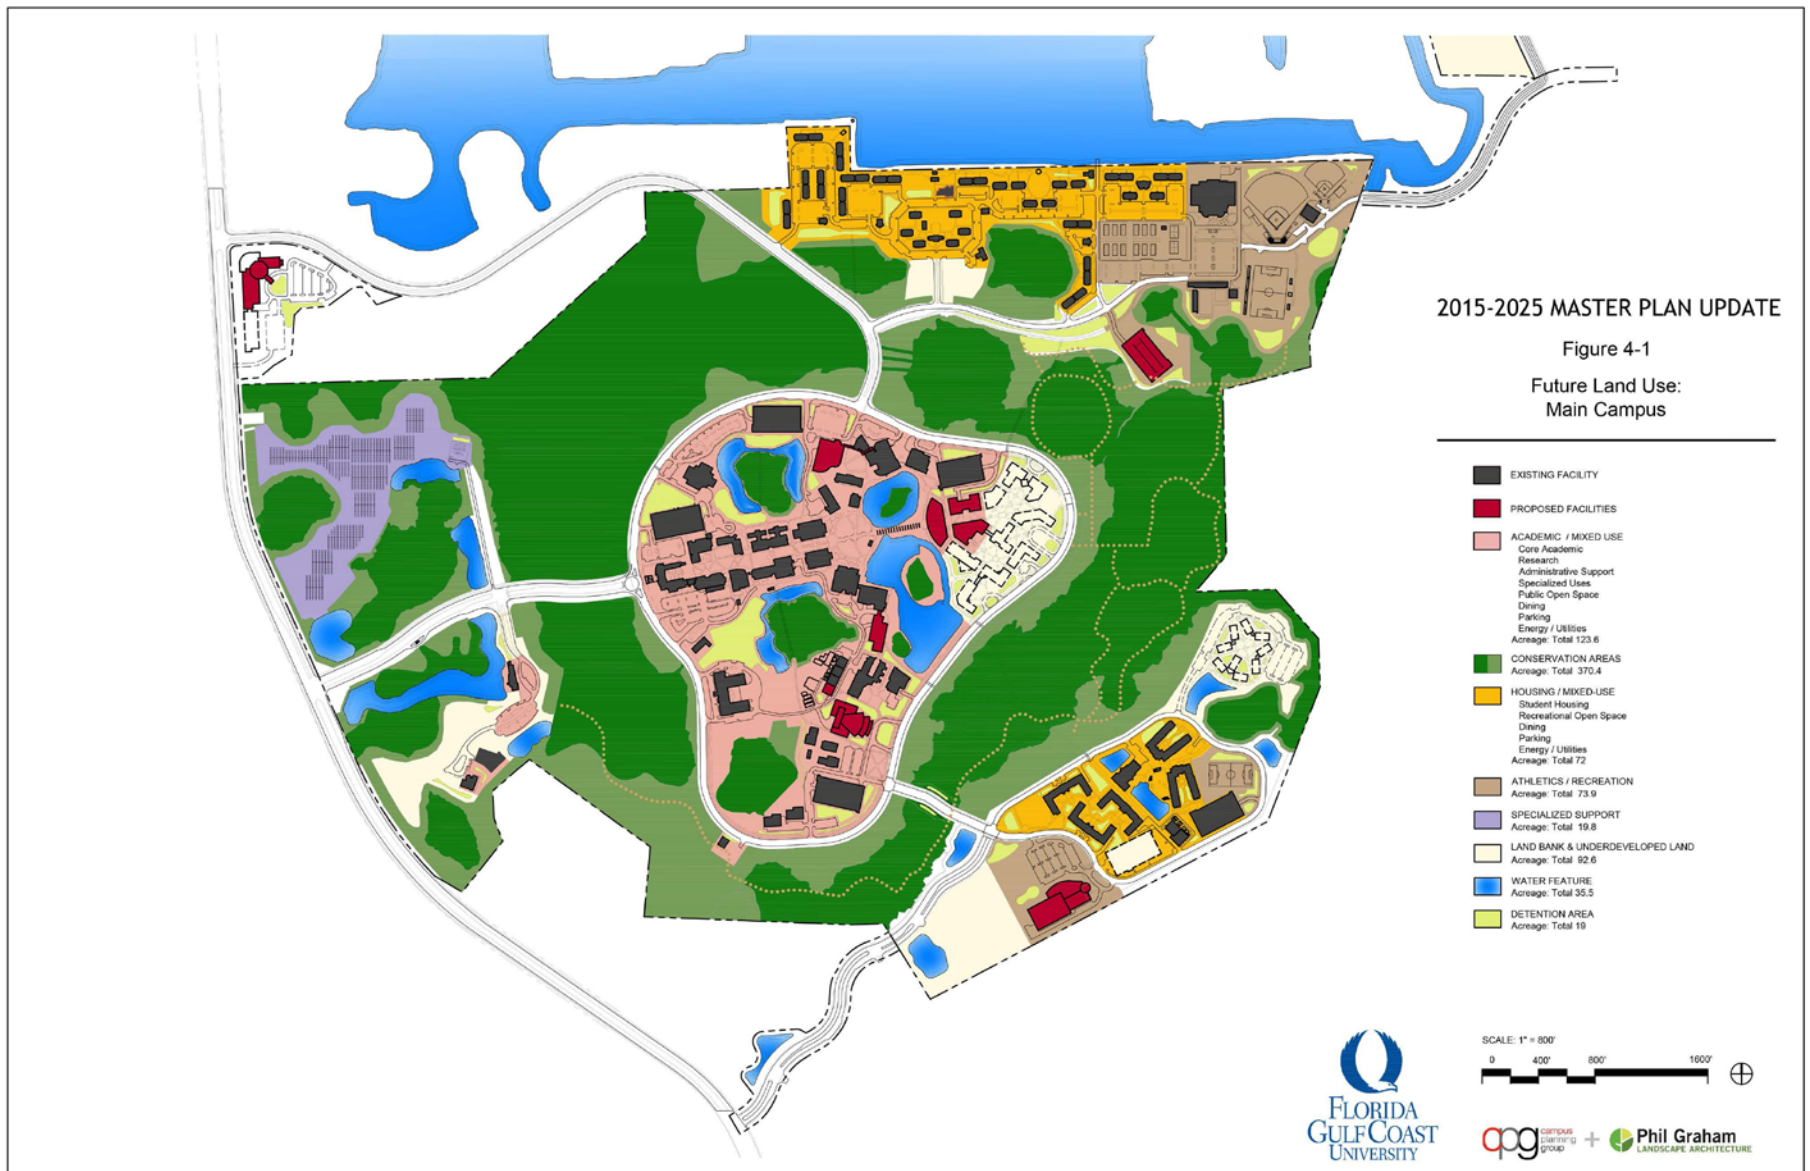 2015-2025 MASTER PLAN UPDATE
Figure 4-1
Future Land Use:
Main Campus
EXISTING FACILITY
PROPOSED FACILITIES
ACADEMIC / MIXED USE
Core Academic
Research
Administrative Support
Specialized Uses
Public Open Space
Dining
Parking
Energy / Utilities
Acreage: Total 123.6
CONSERVATION AREAS
Acreage: Total 370.4
HOUSING / MIXED-USE
Student Housing
Recreational Open Space
Dining
Parking
Energy / Utilities
Acreage: Total 72
ATHLETICS / RECREATION
Acreage: Total 73.9
SPECIALIZED SUPPORT
Acreage: Total 19.8
LAND BANK & UNDERDEVELOPED LAND
Acreage: Total 92.6
WATER FEATURE
Acreage: Total 35.5
DETENTION AREA
Acreage: Total 19
SCALE: 1" = 800'
0 400' 800' 1600'
FLORIDA
GULF COAST
UNIVERSITY
cpg campus
planning
group
+
Phil Graham
LANDSCAPE ARCHITECTURE